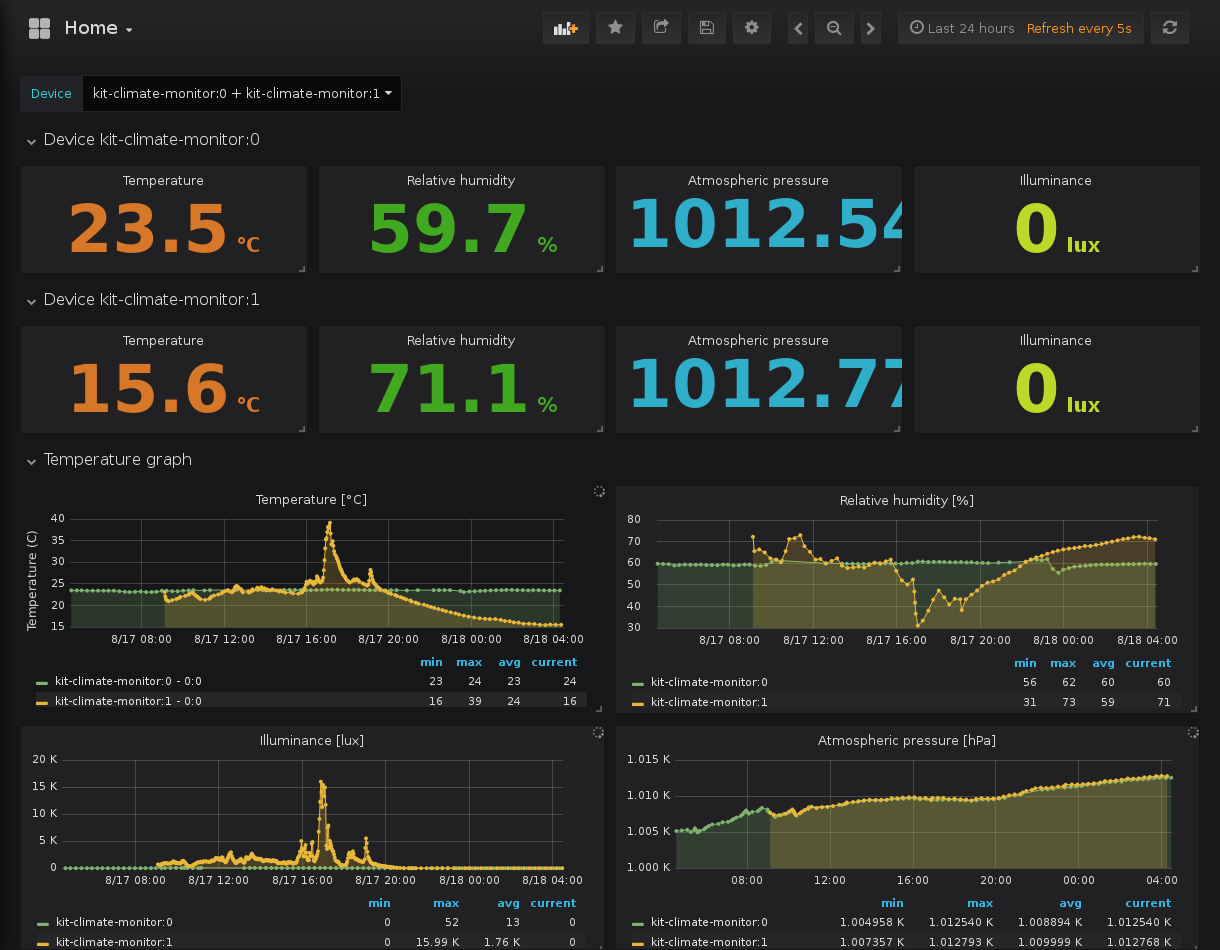 Home
Last 24 hours Refresh every 5s
Device kit-climate-monitor:0 + kit-climate-monitor:1
Device kit-climate-monitor:0
Temperature Relative humidity Atmospheric pressure Illuminance
23.5 °C 59.7 % 1012.54 0 lux
Device kit-climate-monitor:1
Temperature Relative humidity Atmospheric pressure Illuminance
15.6 °C 71.1 % 1012.77 0 lux
Temperature graph
Temperature [°C]
Temperature (C)
40
35
30
25
20
15
8/17 08:00 8/17 12:00 8/17 16:00 8/17 20:00 8/18 00:00 8/18 04:00
min max avg current
kit-climate-monitor:0 - 0:0 23 24 23 24
kit-climate-monitor:1 - 0:0 16 39 24 16
Relative humidity [%]
80
70
60
50
40
30
8/17 08:00 8/17 12:00 8/17 16:00 8/17 20:00 8/18 00:00 8/18 04:00
min max avg current
kit-climate-monitor:0 56 62 60 60
kit-climate-monitor:1 31 73 59 71
Illuminance [lux]
20 K
15 K
10 K
5 K
0
8/17 08:00 8/17 12:00 8/17 16:00 8/17 20:00 8/18 00:00 8/18 04:00
min max avg current
kit-climate-monitor:0 0 52 13 0
kit-climate-monitor:1 0 15.99 K 1.76 K 0
Atmospheric pressure [hPa]
1.015 K
1.010 K
1.005 K
1.000 K
08:00 12:00 16:00 20:00 00:00 04:00
min max avg current
kit-climate-monitor:0 1.004958 K 1.012540 K 1.008894 K 1.012540 K
kit-climate-monitor:1 1.007357 K 1.012793 K 1.009999 K 1.012768 K